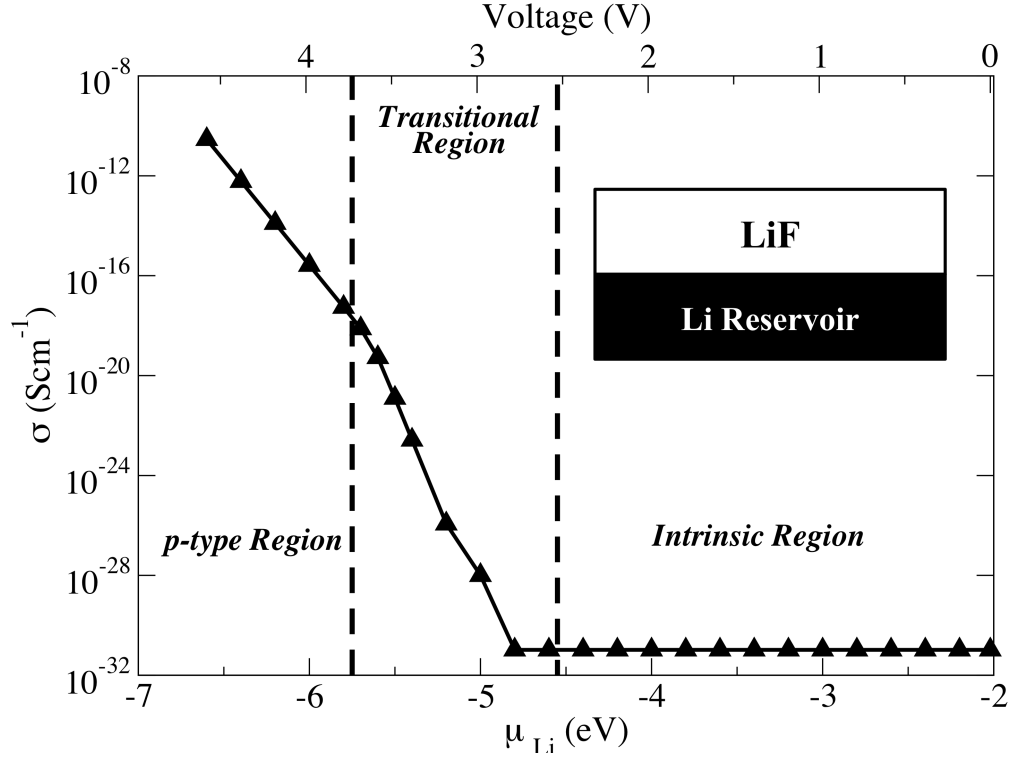 Voltage (V)
4 3 2 1 0
10^-8
10^-12
10^-16
10^-20
10^-24
10^-28
10^-32
σ (Scm^-1)
Transitional
Region
LiF
Li Reservoir
p-type Region
Intrinsic Region
-7 -6 -5 -4 -3 -2
μ_Li (eV)